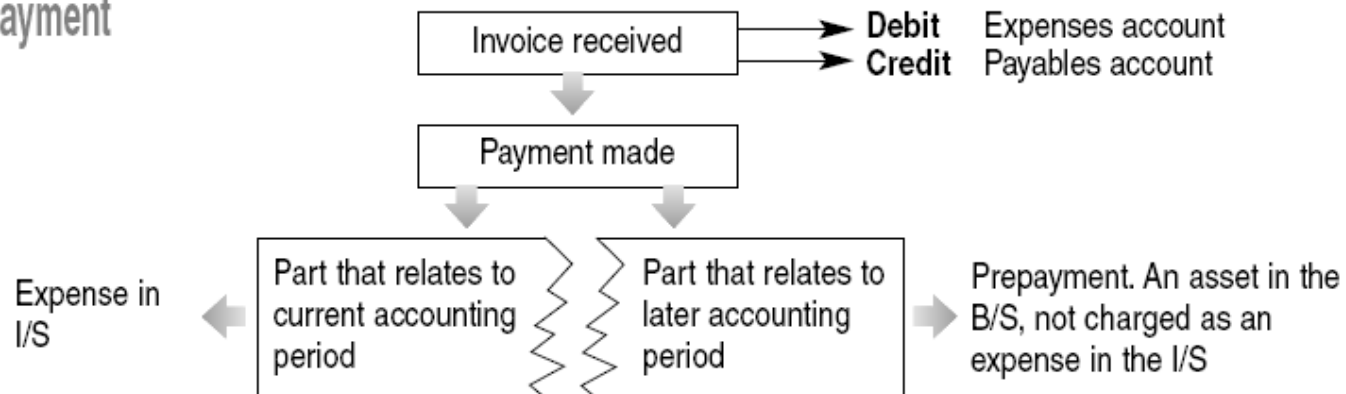 ayment
Invoice received
Debit Expenses account
Credit Payables account
Payment made
Expense in
I/S
Part that relates to
current accounting
period
Part that relates to
later accounting
period
Prepayment. An asset in the
B/S, not charged as an
expense in the I/S